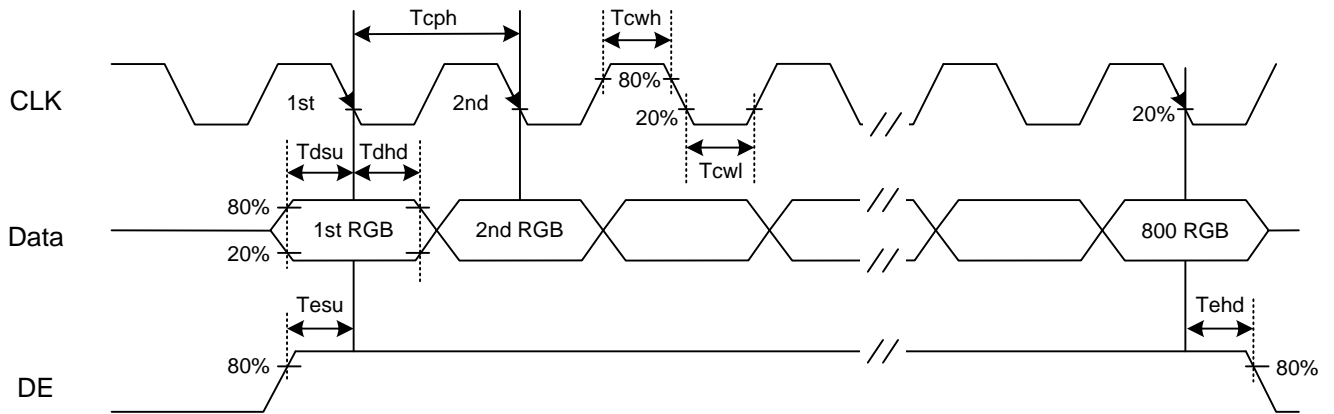 Tcph
Tcwh
CLK
1st
2nd
80%
20%
20%
Tcwl
Tdsu
Tdhd
80%
Data
1st RGB
2nd RGB
800 RGB
20%
Tesu
Tehd
80%
80%
DE